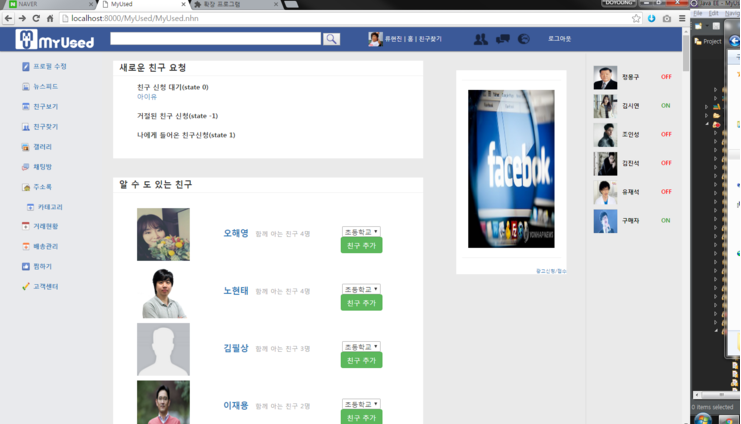 NAVER
MyUsed
확장 프로그램
DOYOUNG
Java EE - MyU
localhost:8000/MyUsed/MyUsed.nhn
File Edit Navig
MyUsed
류현진 | 홈 | 친구찾기
로그아웃
Project
프로필 수정
뉴스피드
친구보기
친구찾기
갤러리
채팅방
주소록
카테고리
거래현황
배송관리
찜하기
고객센터
새로운 친구 요청
친구 신청 대기(state 0)
아이유
거절된 친구 신청(state -1)
나에게 들어온 친구신청(state 1)
알 수 도 있는 친구
오해영 함께 아는 친구 4명
초등학교
친구 추가
노현태 함께 아는 친구 4명
초등학교
친구 추가
김필상 함께 아는 친구 3명
초등학교
친구 추가
이재용 함께 아는 친구 2명
초등학교
친구 추가
facebook
YONHAPNEWS
광고신청/접수
정용구 OFF
김시연 ON
조안성 OFF
김진석 OFF
유재석 OFF
구매자 ON
0 items selected